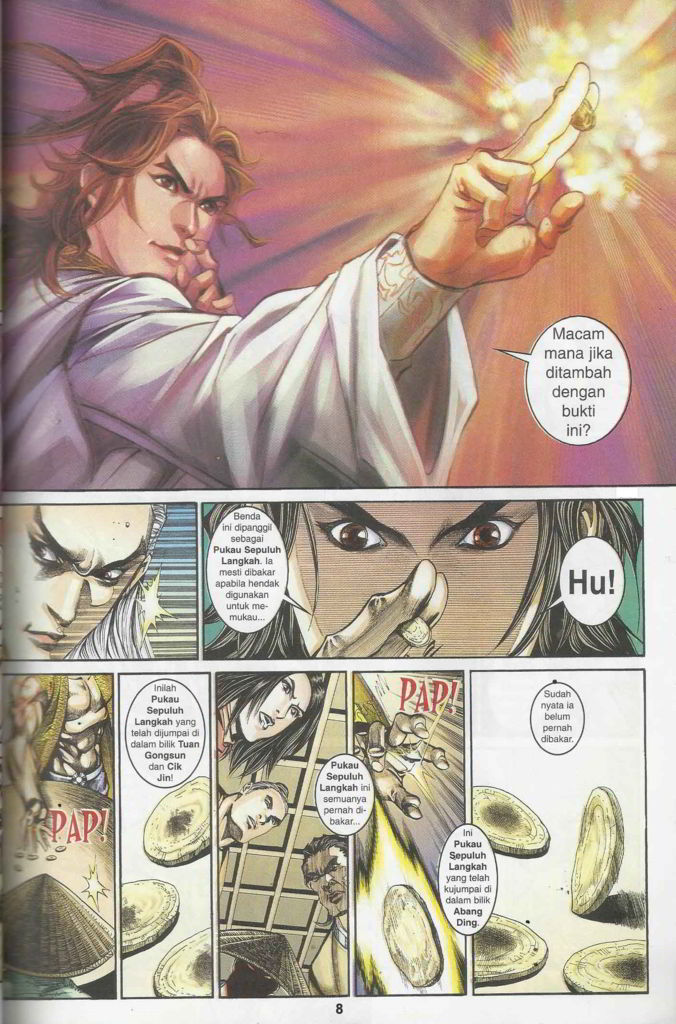 Macam
mana jika
ditambah
dengan
bukti
ini?
Benda
ini dipanggil
sebagai
Pukau Sepuluh
Langkah. Ia
mesti dibakar
apabila hendak
digunakan
untuk me-
mukau...
Hu!
PAP!
Inilah
Pukau
Sepuluh
Langkah yang
telah dijumpai di
dalam bilik Tuan
Gongsun
dan Cik
Jin!
Pukau
Sepuluh
Langkah ini
semuanya
pernah di-
bakar...
PAP!
Ini
Pukau
Sepuluh
Langkah
yang telah
kujumpai di
dalam bilik
Abang
Ding.
Sudah
nyata ia
belum
pernah
dibakar.
8